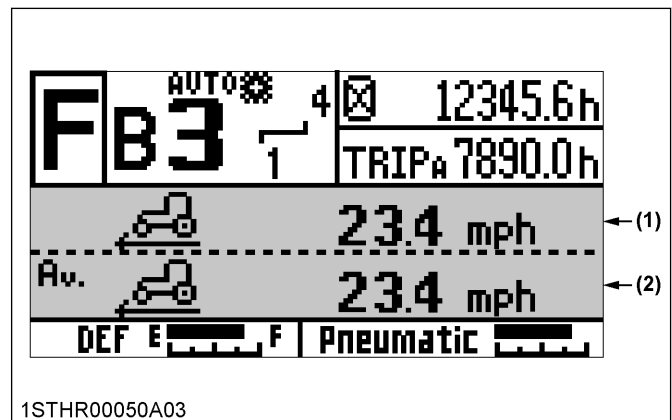 F B3 AUTO 4 1 12345.6h
TRIPA 7890.0h
23.4 mph (1)
Av. 23.4 mph (2)
DEF E F Pneumatic
1STHR00050A03